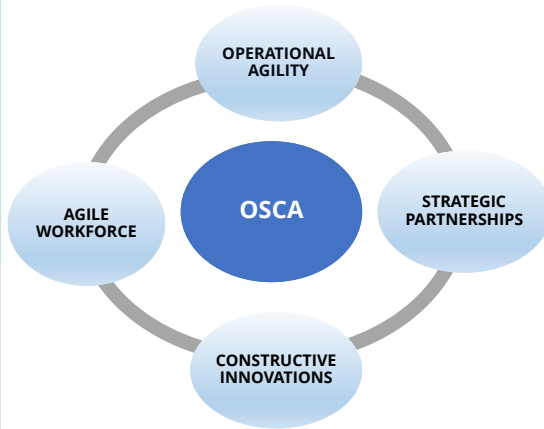 OPERATIONAL
AGILITY
OSCA
STRATEGIC
PARTNERSHIPS
AGILE
WORKFORCE
CONSTRUCTIVE
INNOVATIONS